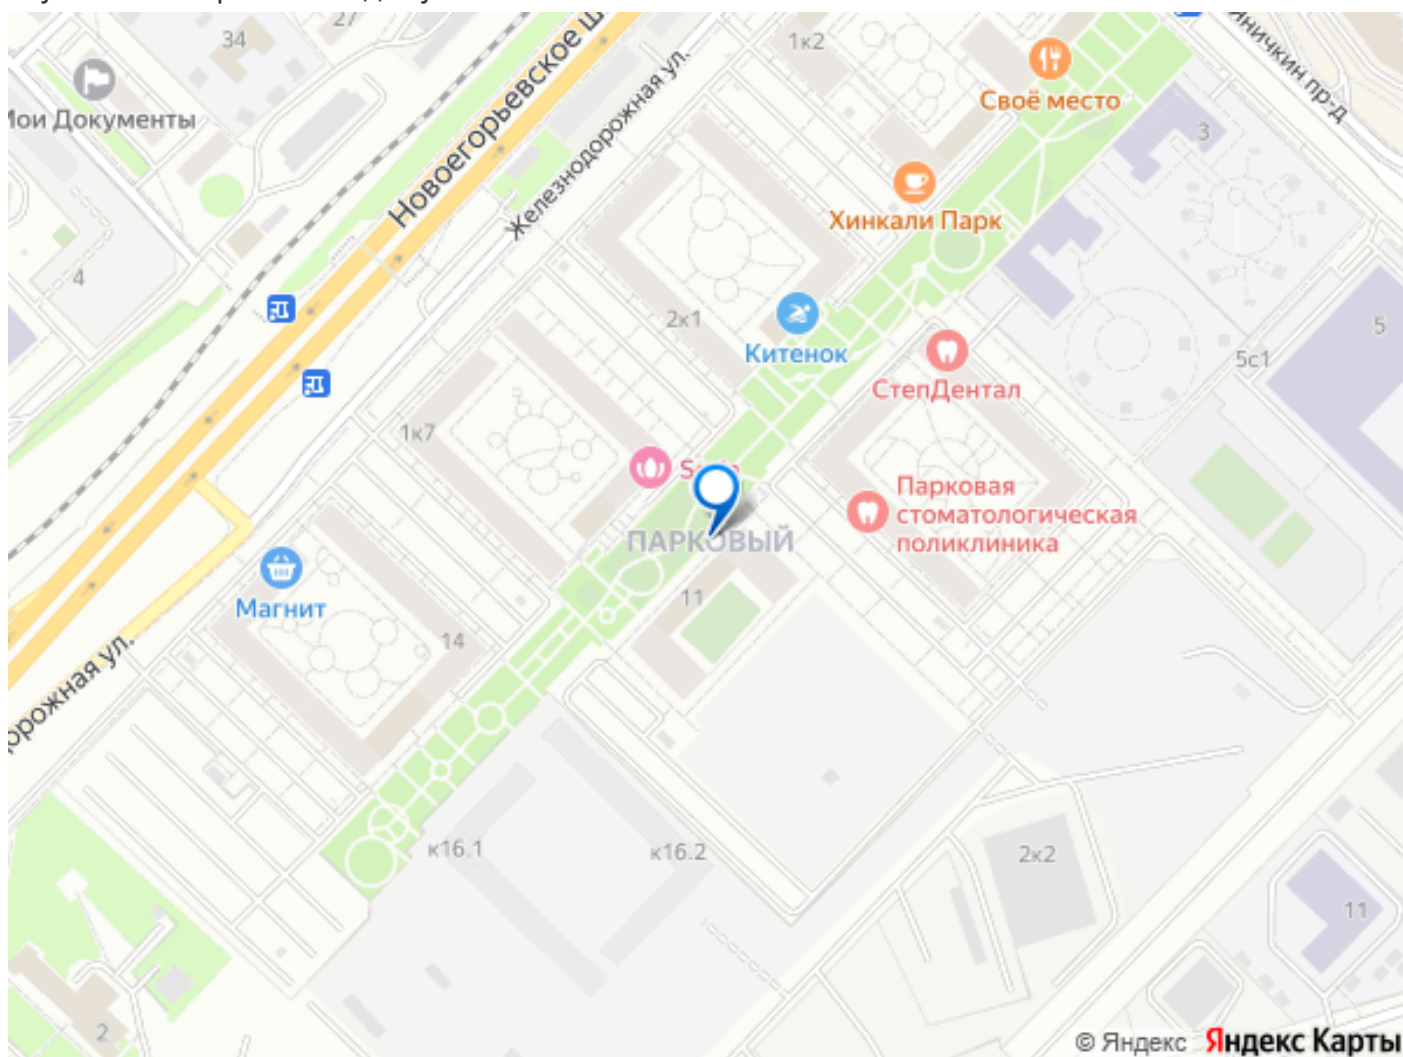 27
34
1к2
Новоегорьевское ш
Железнодорожная ул.
Мои Документы
Своё место
3
4
Хинкали Парк
2к1
Китенок
5
5с1
СтепДентал
1к7
Парковая
стоматологическая
поликлиника
ПАРКОВЫЙ
Магнит
11
14
орожная ул.
к16.1
к16.2
2к2
11
2
© Яндекс Яндекс Карты